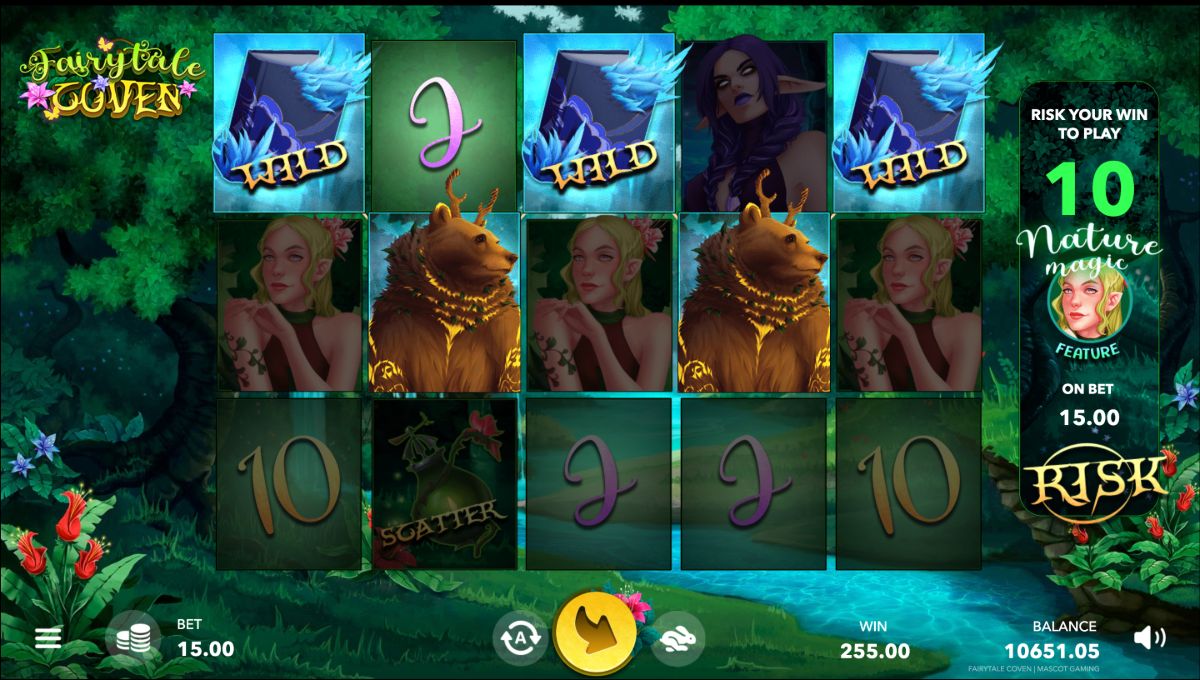 Fairytale
COVEN
WILD
J
WILD
WILD
RISK YOUR WIN
TO PLAY
10
Nature
magic
FEATURE
ON BET
15.00
RISK
10
SCATTER
J
J
10
BET
15.00
A
WIN
255.00
BALANCE
10651.05
FAIRYTALE COVEN | MASCOT GAMING